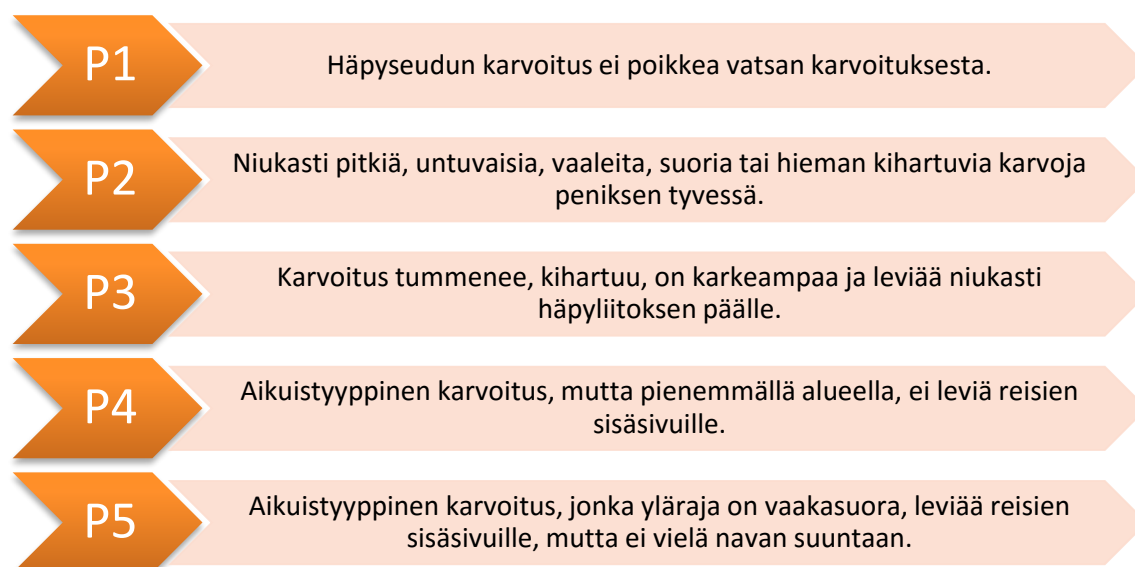 P1
Häpyseudun karvoitus ei poikkea vatsan karvoituksesta.
P2
Niukasti pitkiä, untuvaisia, vaaleita, suoria tai hieman kihartuvia karvoja
peniksen tyvessä.
P3
Karvoitus tummenee, kihartuu, on karkeampaa ja leviää niukasti
häpyliitoksen päälle.
P4
Aikuistyyppinen karvoitus, mutta pienemmällä alueella, ei leviä reisien
sisäsivuille.
P5
Aikuistyyppinen karvoitus, jonka yläraja on vaakasuora, leviää reisien
sisäsivuille, mutta ei vielä navan suuntaan.